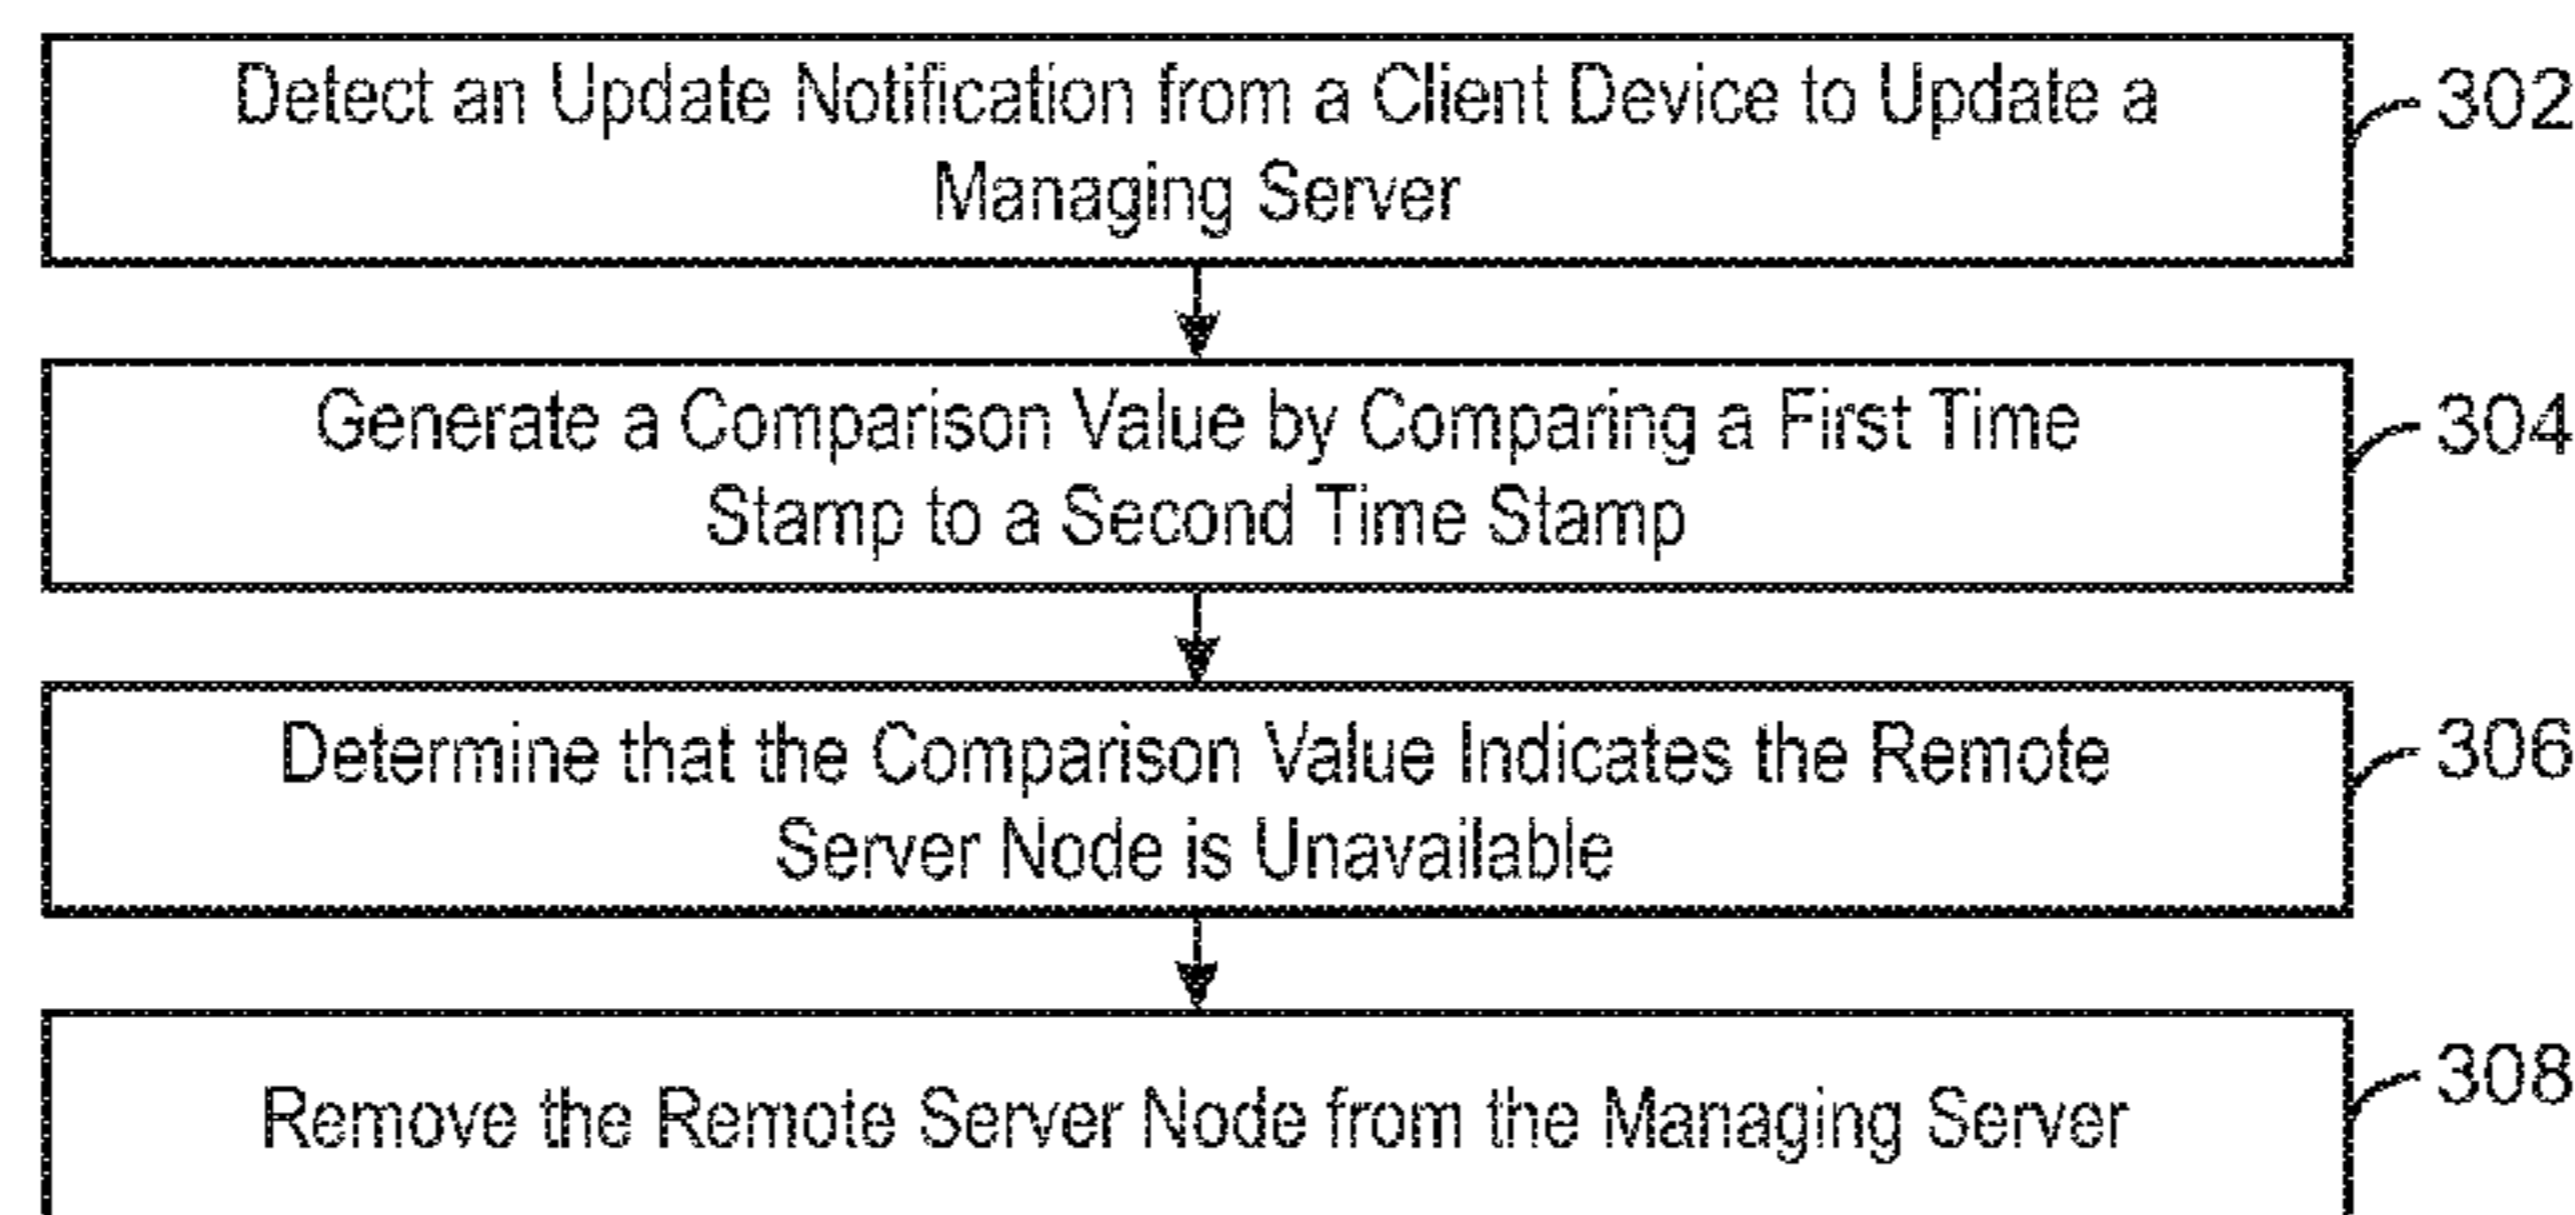 Detect an Update Notification from a Client Device to Update a
Managing Server
302
Generate a Comparison Value by Comparing a First Time
Stamp to a Second Time Stamp
304
Determine that the Comparison Value Indicates the Remote
Server Node is Unavailable
306
Remove the Remote Server Node from the Managing Server
308